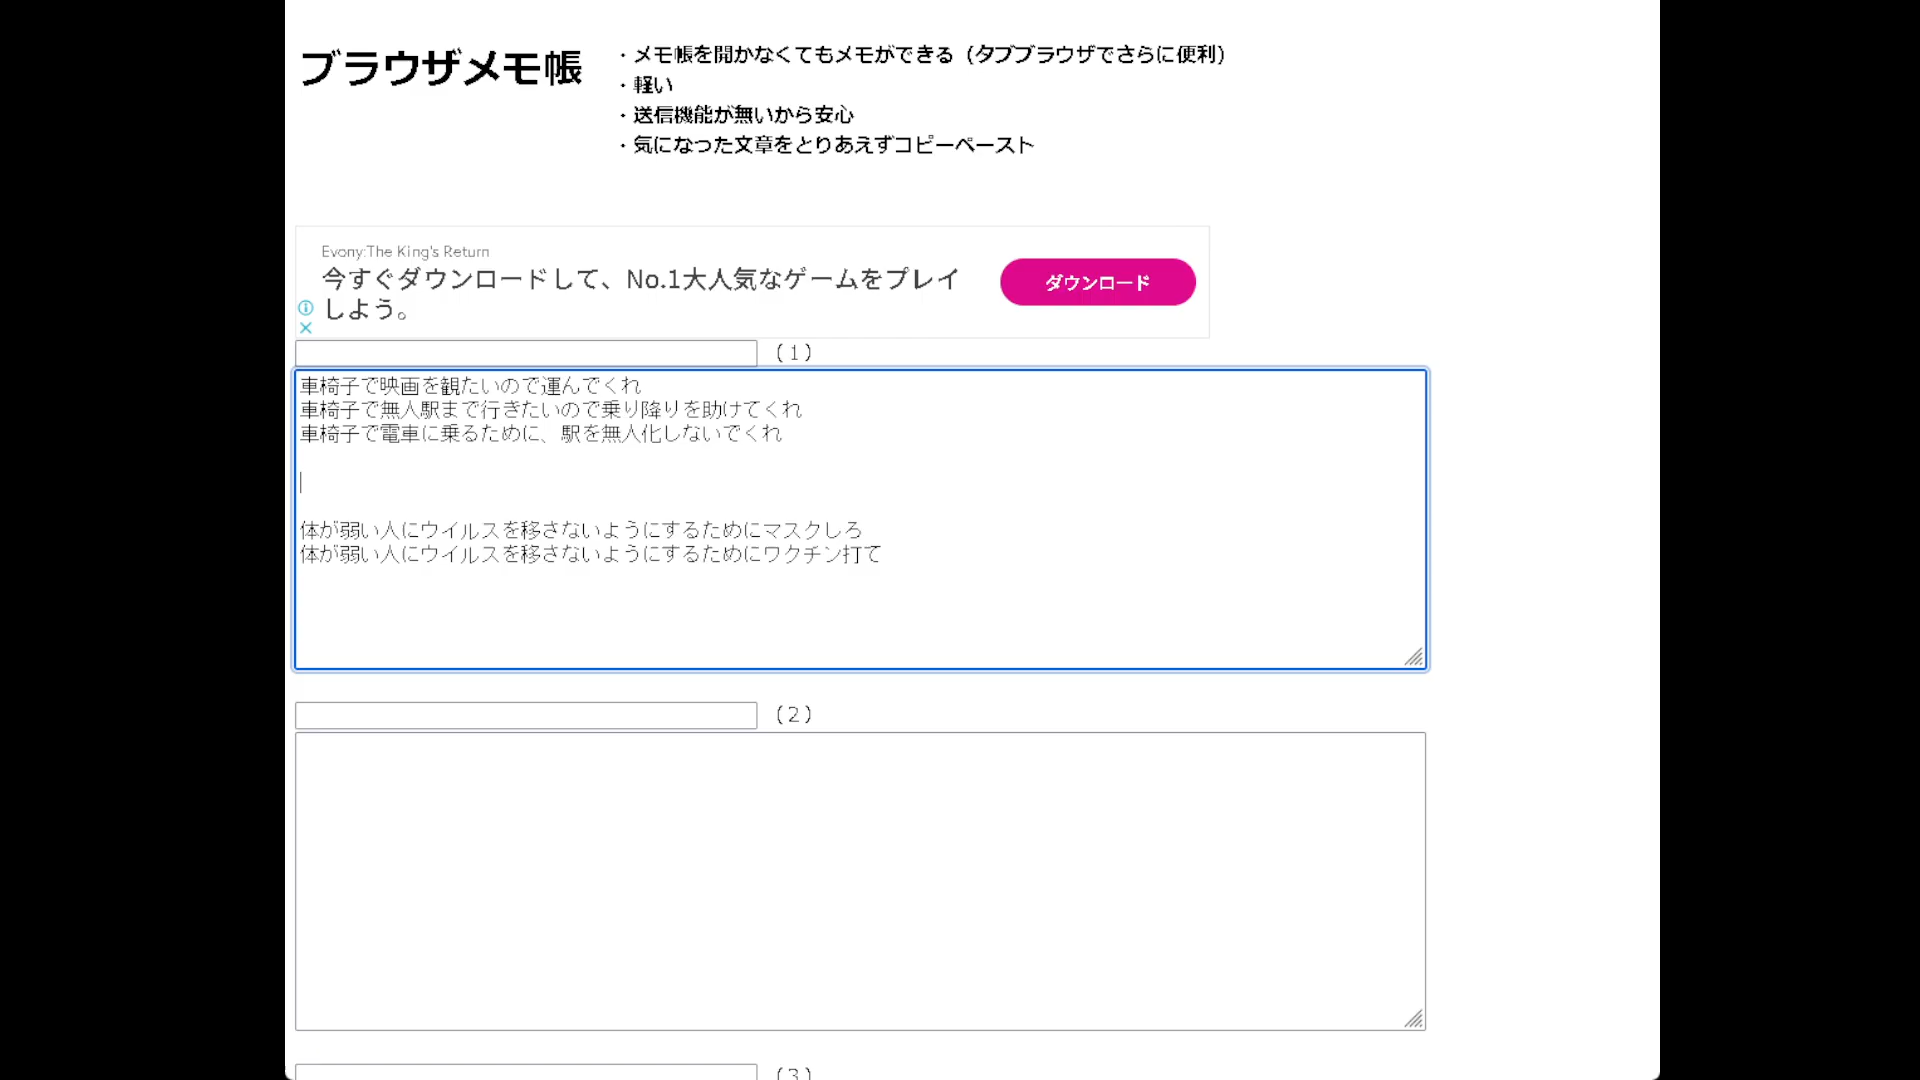 ブラウザメモ帳
・メモ帳を開かなくてもメモができる（タブブラウザでさらに便利）
・軽い
・送信機能が無いから安心
・気になった文章をとりあえずコピーペースト
Evony:The King's Return
今すぐダウンロードして、No.1大人気なゲームをプレイ
しよう。
ダウンロード
（１）
車椅子で映画を観たいので運んでくれ
車椅子で無人駅まで行きたいので乗り降りを助けてくれ
車椅子で電車に乗るために、駅を無人化しないでくれ
体が弱い人にウイルスを移さないようにするためにマスクしろ
体が弱い人にウイルスを移さないようにするためにワクチン打て
（２）
（３）